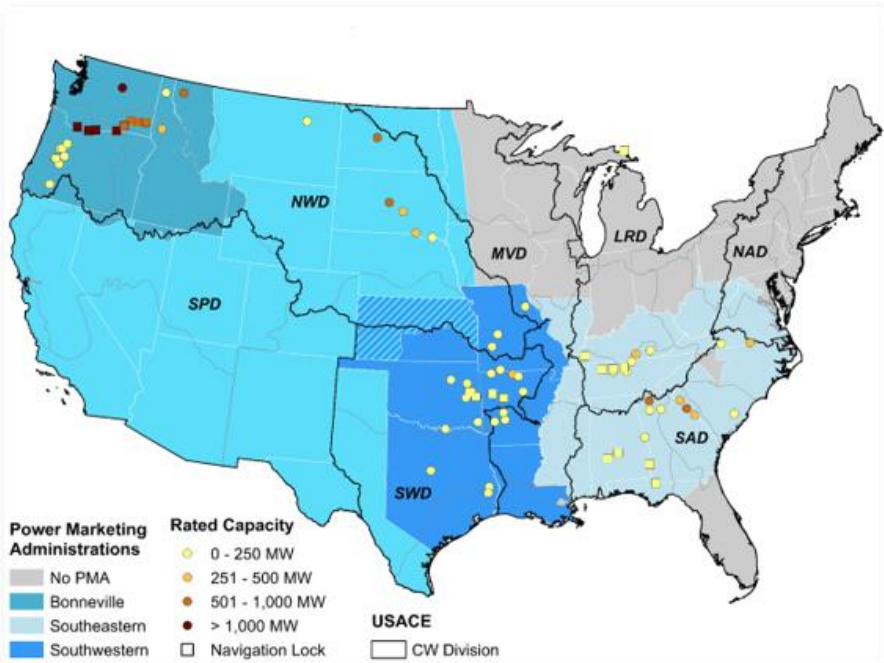 NWD
MVD
LRD
NAD
SPD
SAD
SWD
Power Marketing
Administrations
No PMA
Bonneville
Southeastern
Southwestern
Rated Capacity
0 - 250 MW
251 - 500 MW
501 - 1,000 MW
> 1,000 MW
Navigation Lock
USACE
CW Division